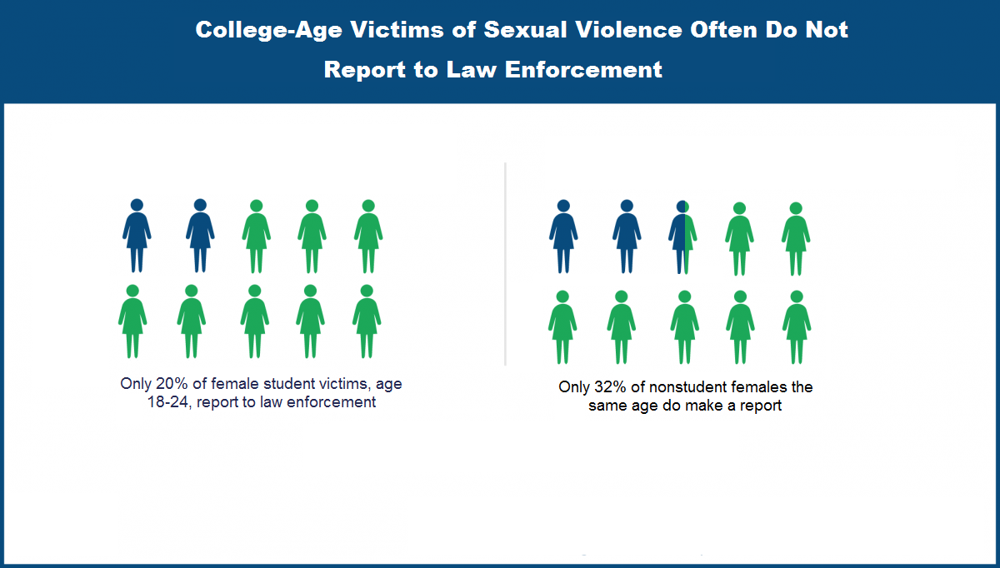 College-Age Victims of Sexual Violence Often Do Not
Report to Law Enforcement
Only 20% of female student victims, age
18-24, report to law enforcement
Only 32% of nonstudent females the
same age do make a report